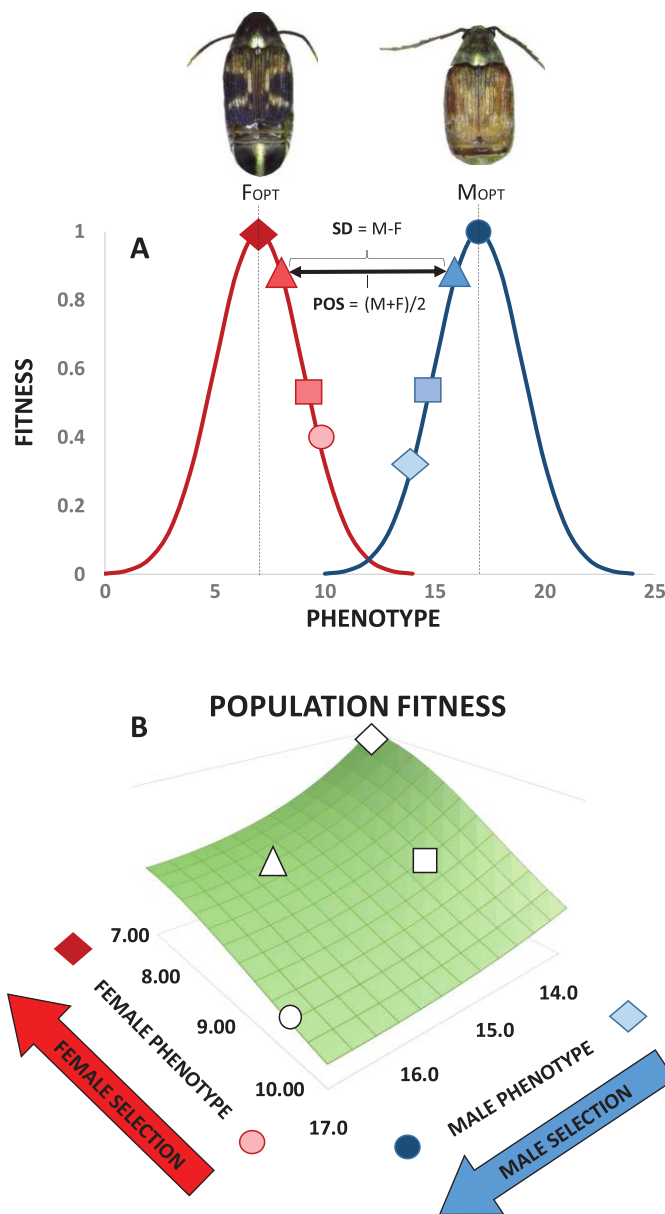 FOPT
MOPT
A
SD = M-F
POS = (M+F)/2
1
0.8
0.6
0.4
0.2
0
FITNESS
0 5 10 15 20 25
PHENOTYPE
B
POPULATION FITNESS
7.00
8.00
9.00
10.00
17.0
16.0
15.0
14.0
FEMALE PHENOTYPE
MALE PHENOTYPE
FEMALE SELECTION
MALE SELECTION